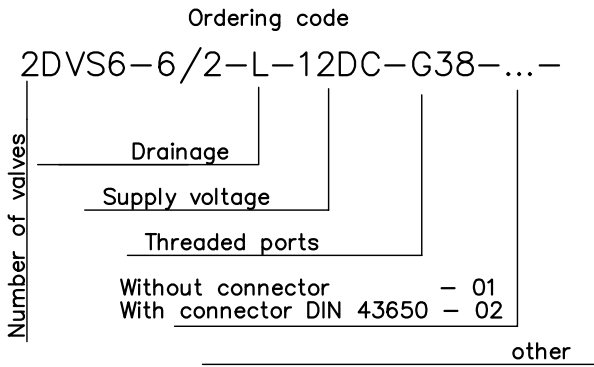 Ordering code
2DVS6-6/2-L-12DC-G38-...-
Number of valves
Drainage
Supply voltage
Threaded ports
Without connector - 01
With connector DIN 43650 - 02
other